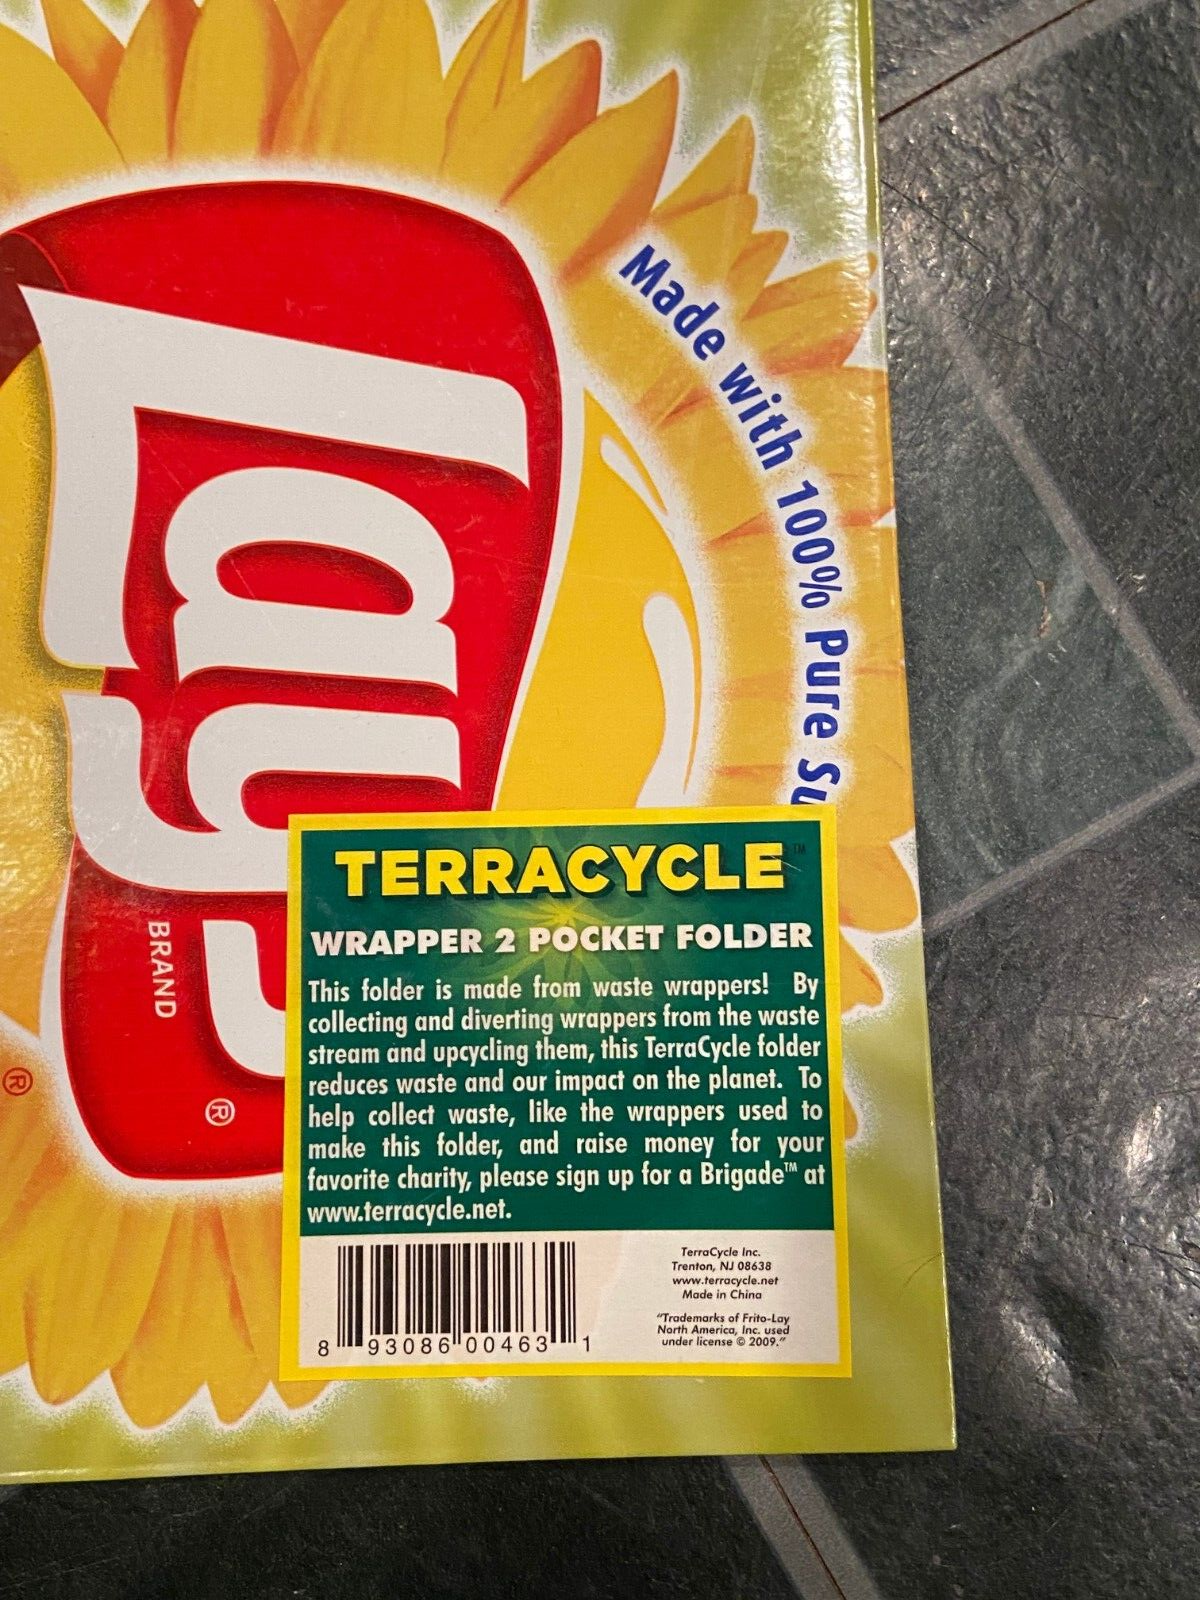 Lay's
BRAND
®
®
Made with 100% Pure
TERRACYCLE™
WRAPPER 2 POCKET FOLDER
This folder is made from waste wrappers! By
collecting and diverting wrappers from the waste
stream and upcycling them, this TerraCycle folder
reduces waste and our impact on the planet. To
help collect waste, like the wrappers used to
make this folder, and raise money for your
favorite charity, please sign up for a Brigade™ at
www.terracycle.net.
8 93086 00463 1
TerraCycle Inc.
Trenton, NJ 08638
www.terracycle.net
Made in China
"Trademarks of Frito-Lay
North America, Inc. used
under license © 2009."